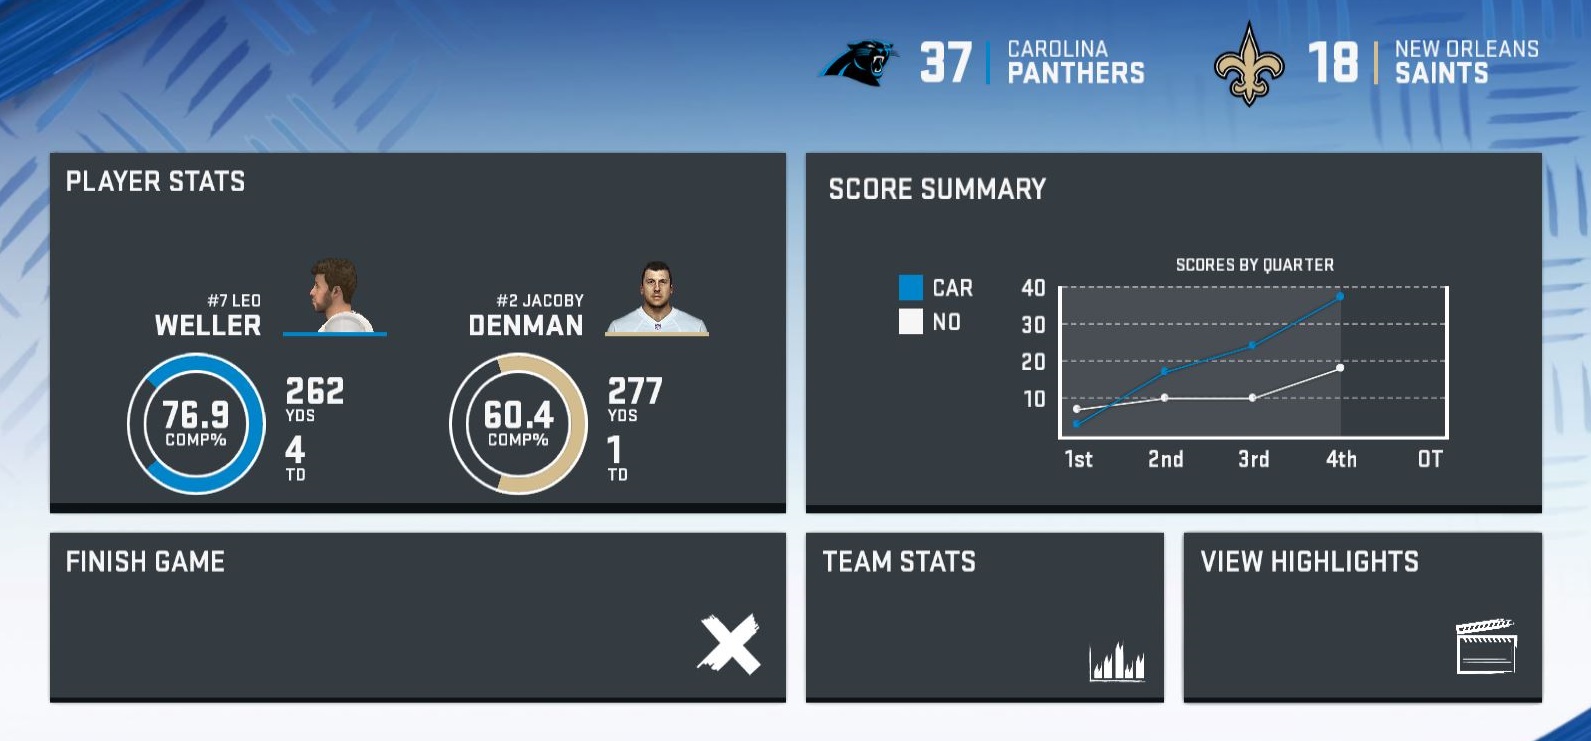 37
CAROLINA
PANTHERS
18
NEW ORLEANS
SAINTS
PLAYER STATS
#7 LEO
WELLER
76.9
COMP%
262
YDS
4
TD
#2 JACOBY
DENMAN
60.4
COMP%
277
YDS
1
TD
SCORE SUMMARY
SCORES BY QUARTER
CAR
NO
40
30
20
10
1st 2nd 3rd 4th OT
FINISH GAME
TEAM STATS
VIEW HIGHLIGHTS